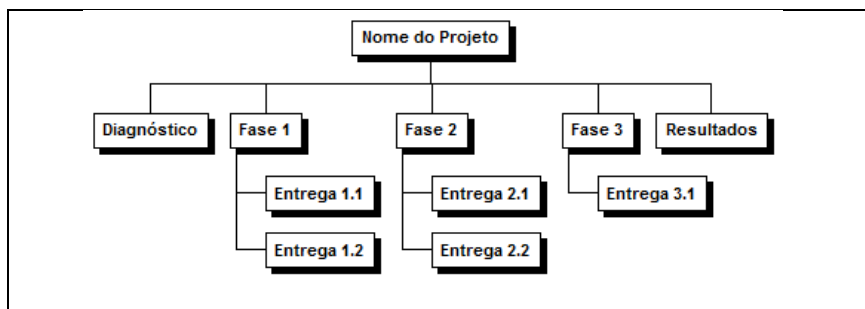 Nome do Projeto
Diagnóstico
Fase 1
Fase 2
Fase 3
Resultados
Entrega 1.1
Entrega 2.1
Entrega 3.1
Entrega 1.2
Entrega 2.2